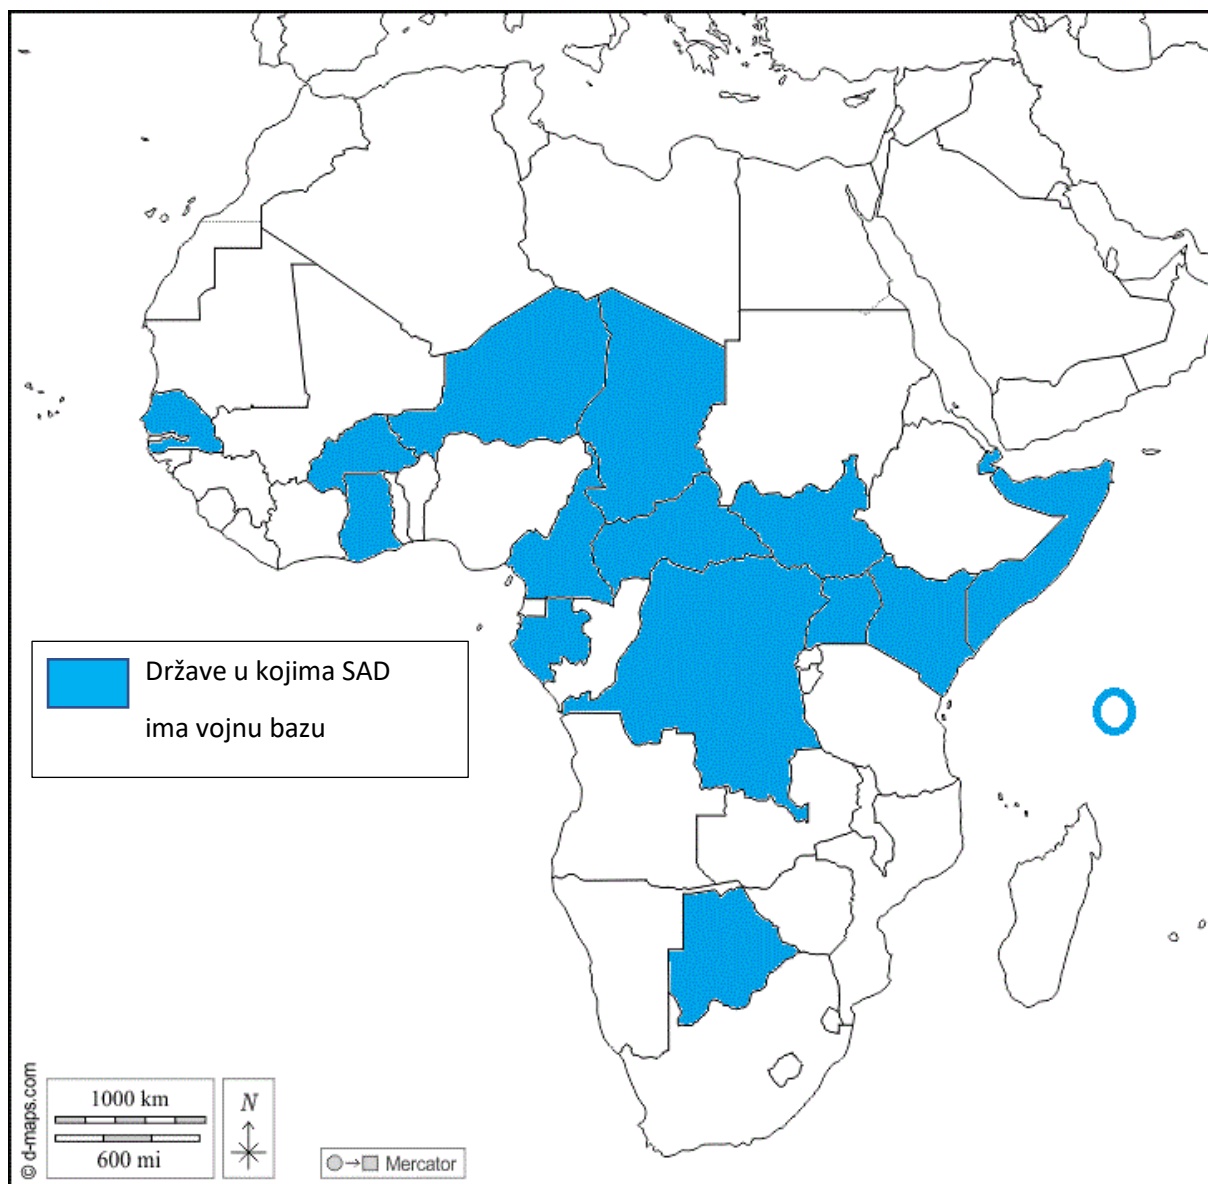 Države u kojima SAD
ima vojnu bazu
© d-maps.com
1000 km
600 mi
N
Mercator